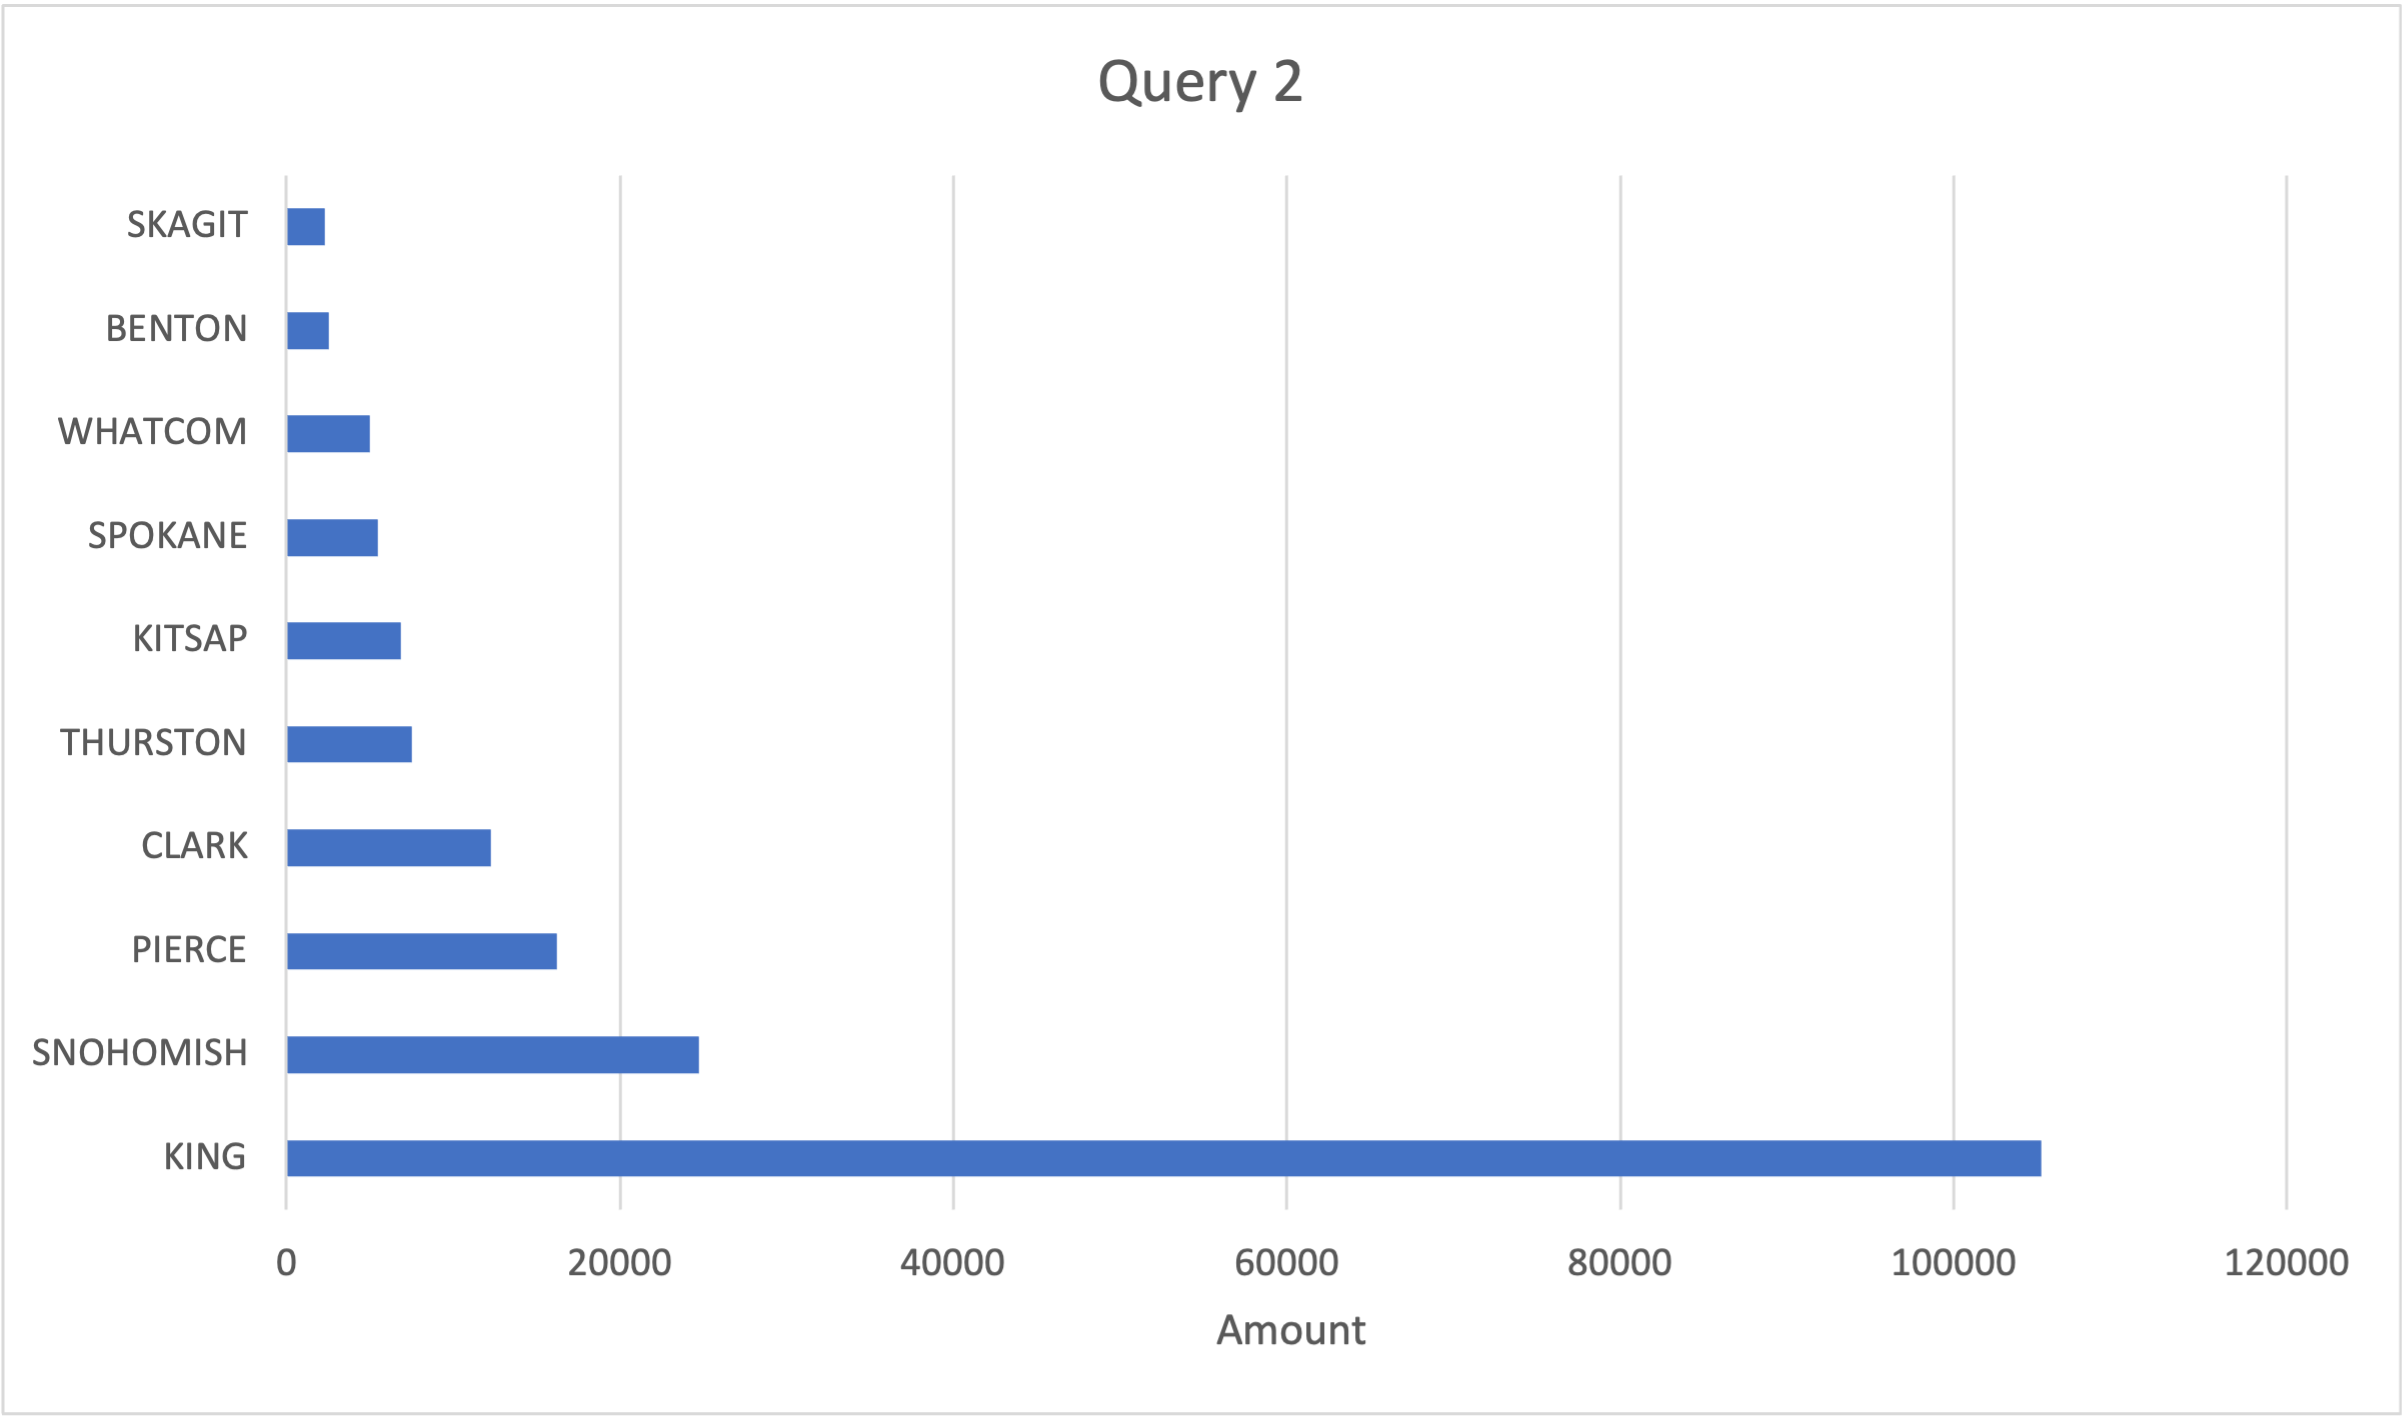 Query 2
SKAGIT
BENTON
WHATCOM
SPOKANE
KITSAP
THURSTON
CLARK
PIERCE
SNOHOMISH
KING
0 20000 40000 60000 80000 100000 120000
Amount